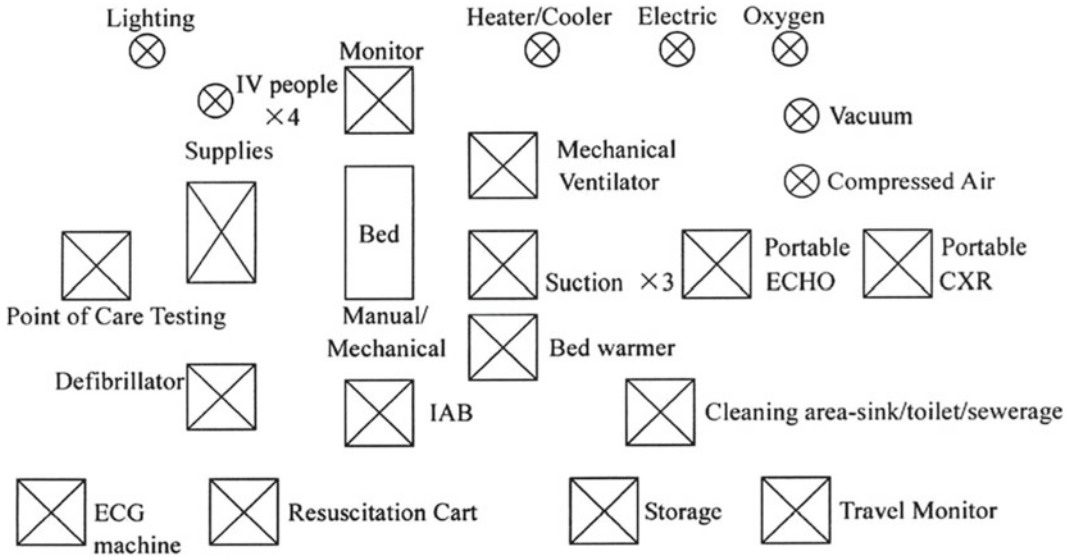 Lighting
Heater/Cooler
Electric
Oxygen
Monitor
IV people
×4
Vacuum
Supplies
Mechanical
Ventilator
Compressed Air
Bed
Portable
ECHO
Portable
CXR
Suction ×3
Point of Care Testing
Manual/
Mechanical
Bed warmer
Defibrillator
IAB
Cleaning area-sink/toilet/sewerage
ECG
machine
Resuscitation Cart
Storage
Travel Monitor